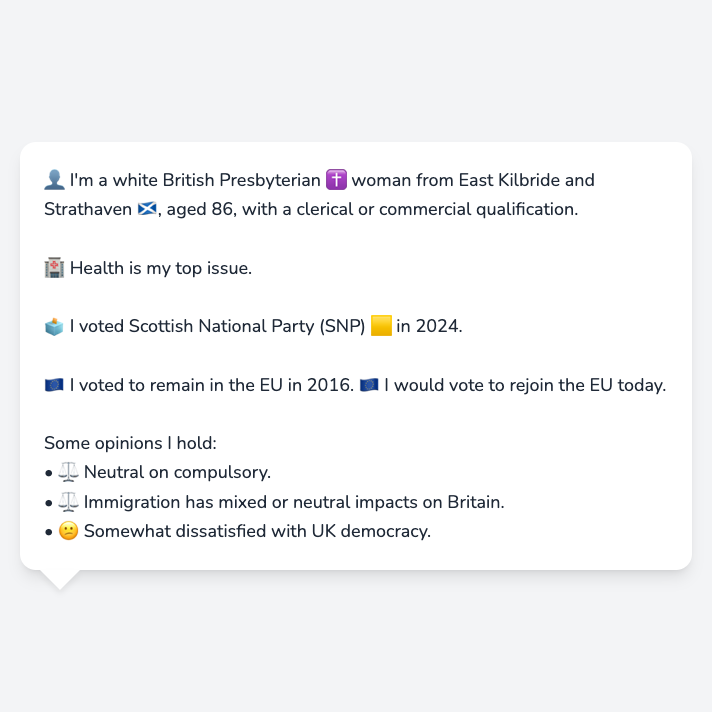 👤 I'm a white British Presbyterian ✝️ woman from East Kilbride and
Strathaven 🏴󠁧󠁢󠁳󠁣󠁴󠁿, aged 86, with a clerical or commercial qualification.
🏥 Health is my top issue.
🗳️ I voted Scottish National Party (SNP) 🟨 in 2024.
🇪🇺 I voted to remain in the EU in 2016. 🇪🇺 I would vote to rejoin the EU today.
Some opinions I hold:
• ⚖️ Neutral on compulsory.
• ⚖️ Immigration has mixed or neutral impacts on Britain.
• 😕 Somewhat dissatisfied with UK democracy.